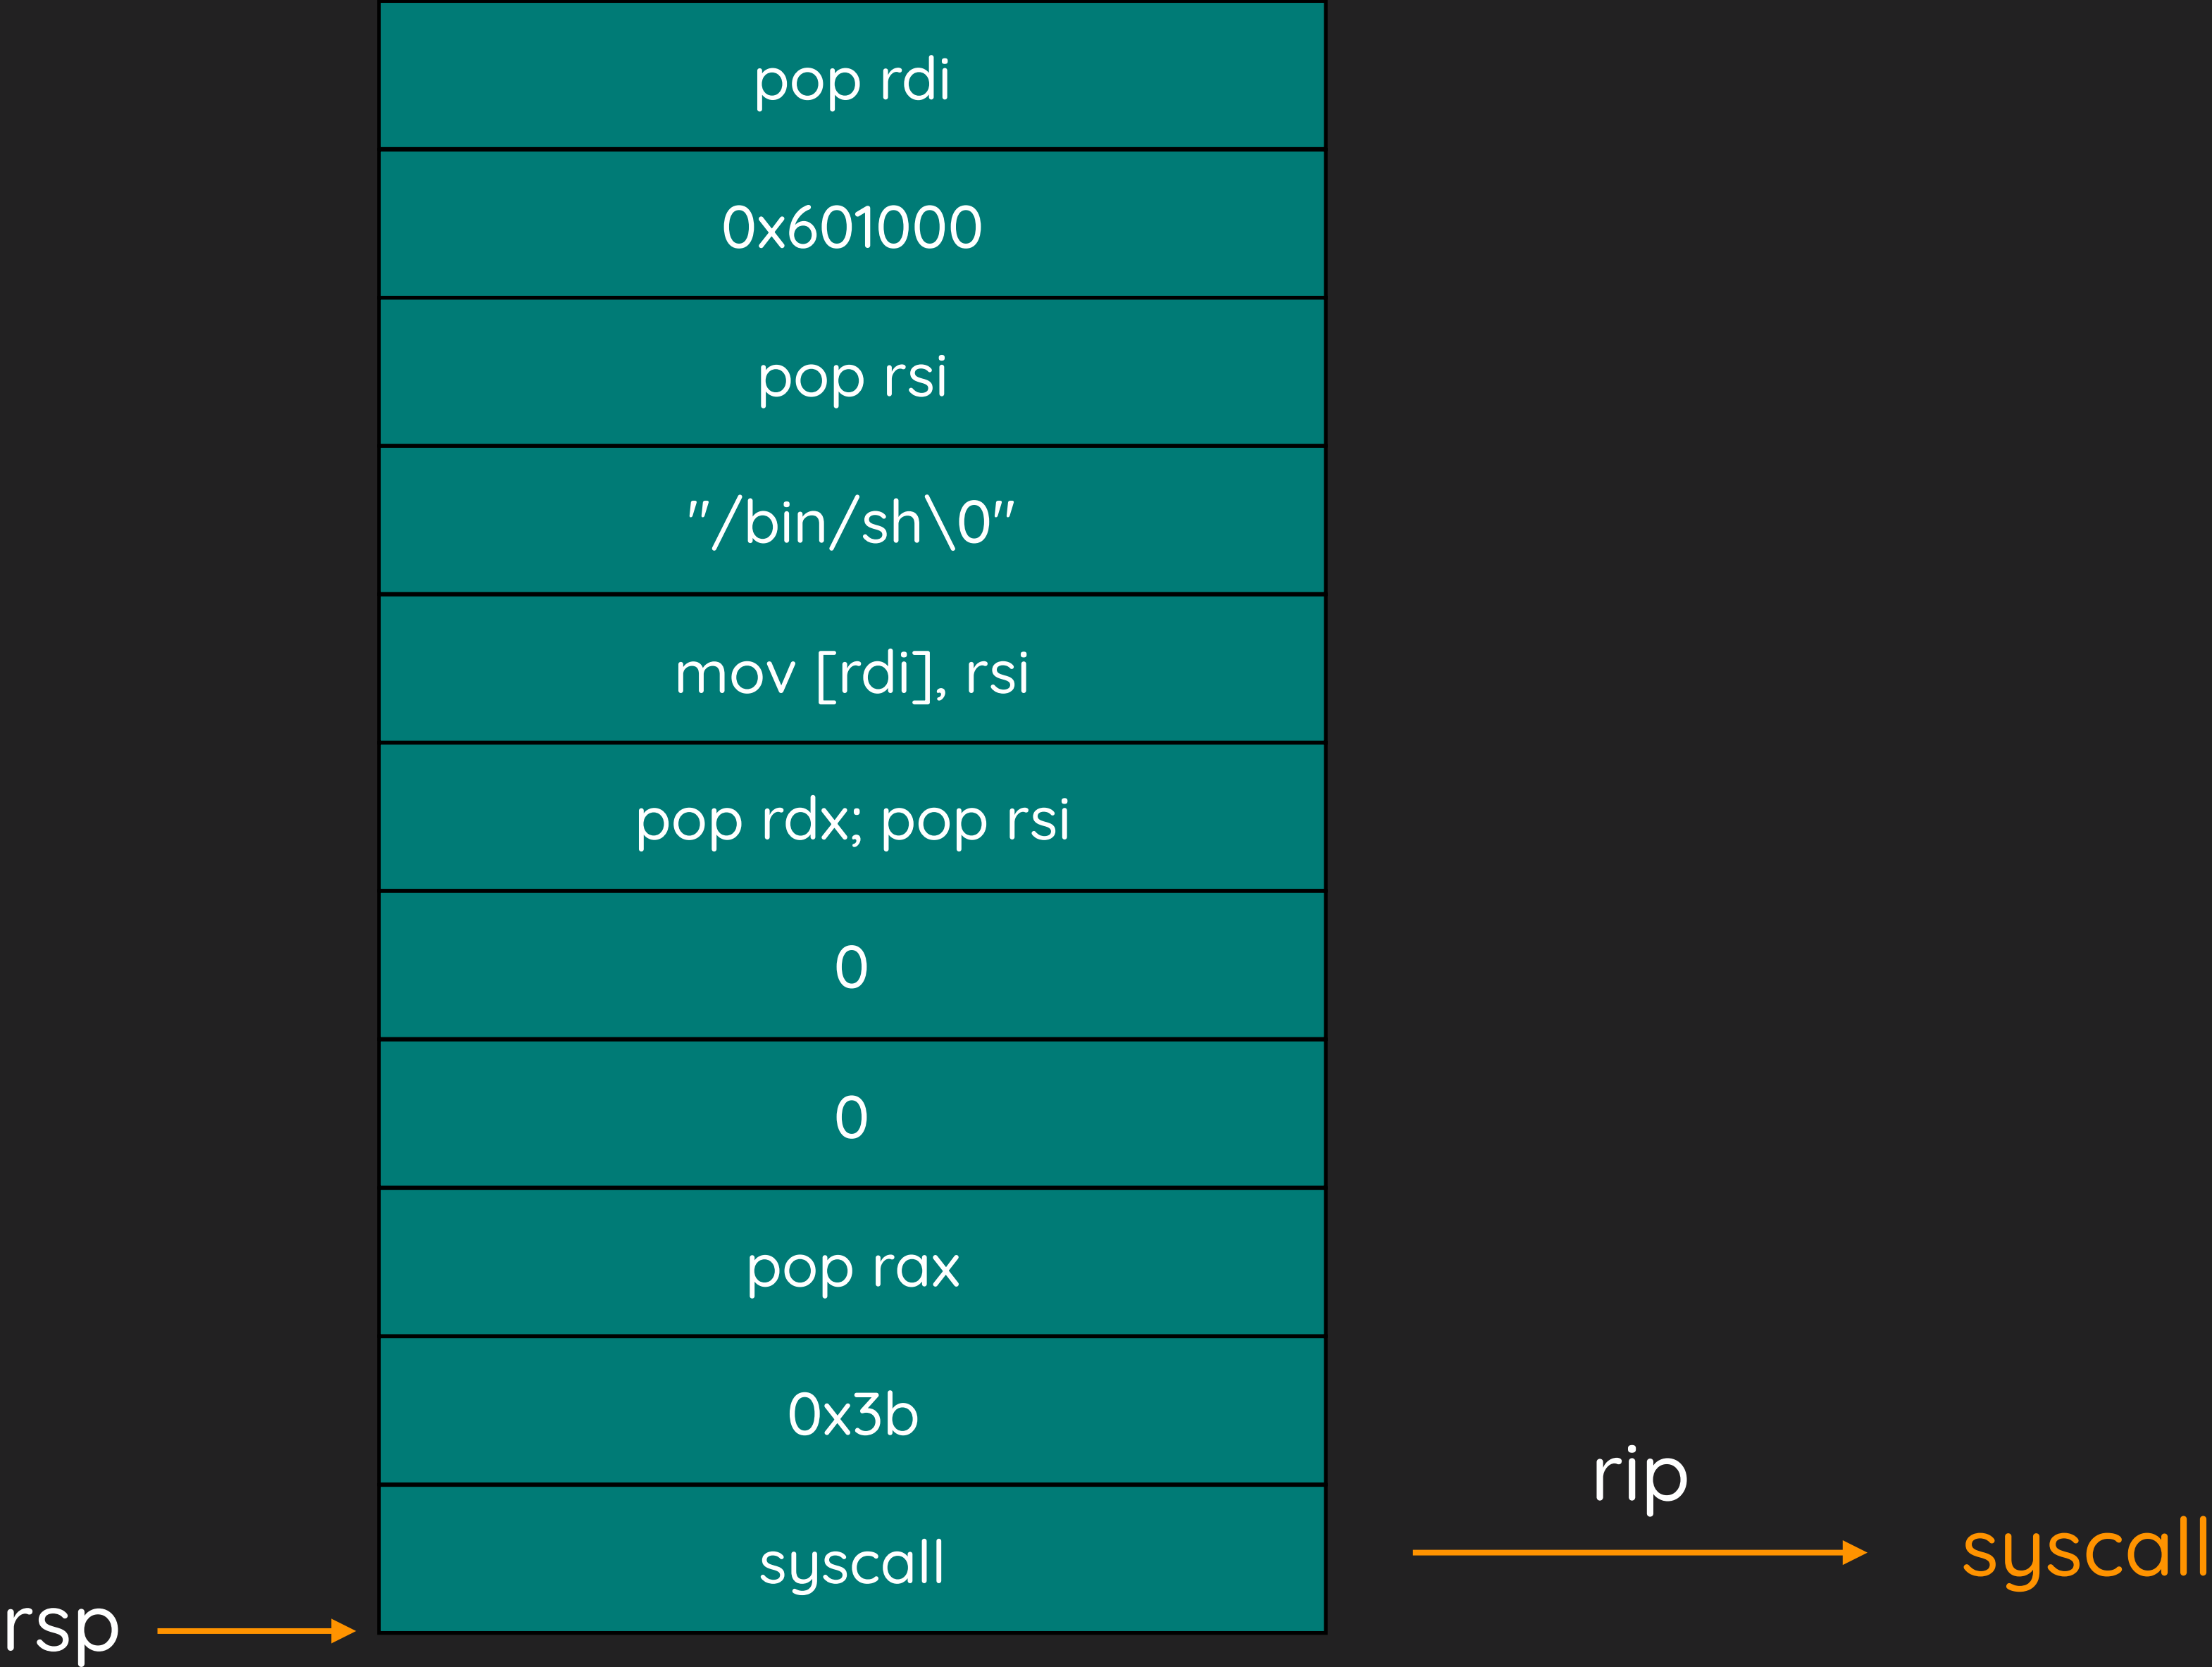 pop rdi
0x601000
pop rsi
"/bin/sh\0"
mov [rdi], rsi
pop rdx; pop rsi
0
0
pop rax
0x3b
rip
syscall
syscall
rsp